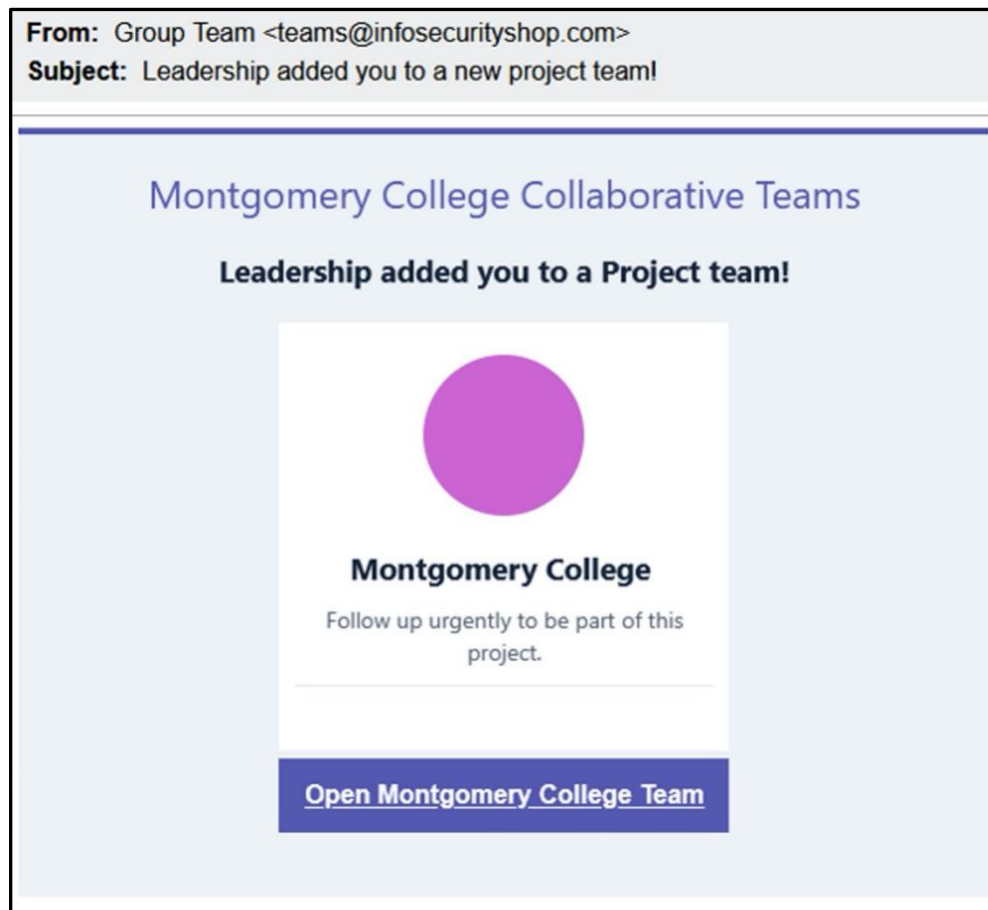 From: Group Team <teams@infosecurityshop.com>
Subject: Leadership added you to a new project team!
Montgomery College Collaborative Teams
Leadership added you to a Project team!
Montgomery College
Follow up urgently to be part of this
project.
Open Montgomery College Team